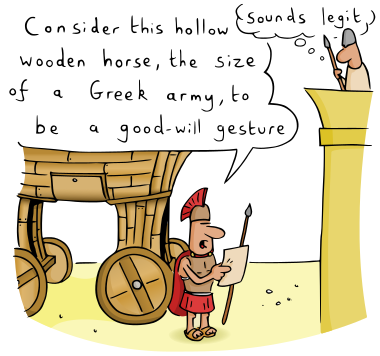 Consider this hollow
wooden horse, the size
of a Greek army, to
be a good-will gesture
(sounds legit)